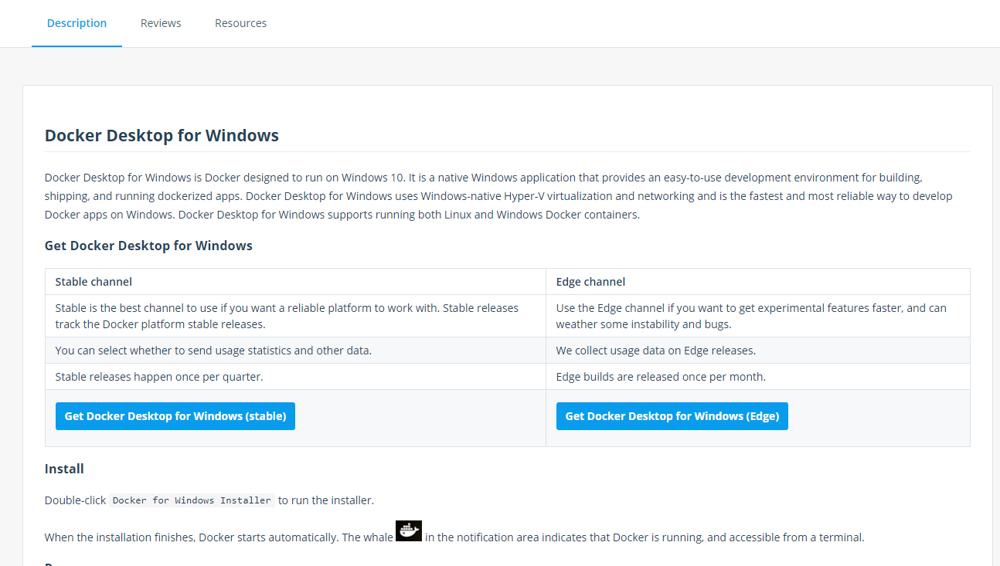 Description Reviews Resources
Docker Desktop for Windows
Docker Desktop for Windows is Docker designed to run on Windows 10. It is a native Windows application that provides an easy-to-use development environment for building,
shipping, and running dockerized apps. Docker Desktop for Windows uses Windows-native Hyper-V virtualization and networking and is the fastest and most reliable way to develop
Docker apps on Windows. Docker Desktop for Windows supports running both Linux and Windows Docker containers.
Get Docker Desktop for Windows
Stable channel
Edge channel
Stable is the best channel to use if you want a reliable platform to work with. Stable releases
track the Docker platform stable releases.
Use the Edge channel if you want to get experimental features faster, and can
weather some instability and bugs.
You can select whether to send usage statistics and other data.
We collect usage data on Edge releases.
Stable releases happen once per quarter.
Edge builds are released once per month.
Get Docker Desktop for Windows (stable)
Get Docker Desktop for Windows (Edge)
Install
Double-click Docker for Windows Installer to run the installer.
When the installation finishes, Docker starts automatically. The whale in the notification area indicates that Docker is running, and accessible from a terminal.